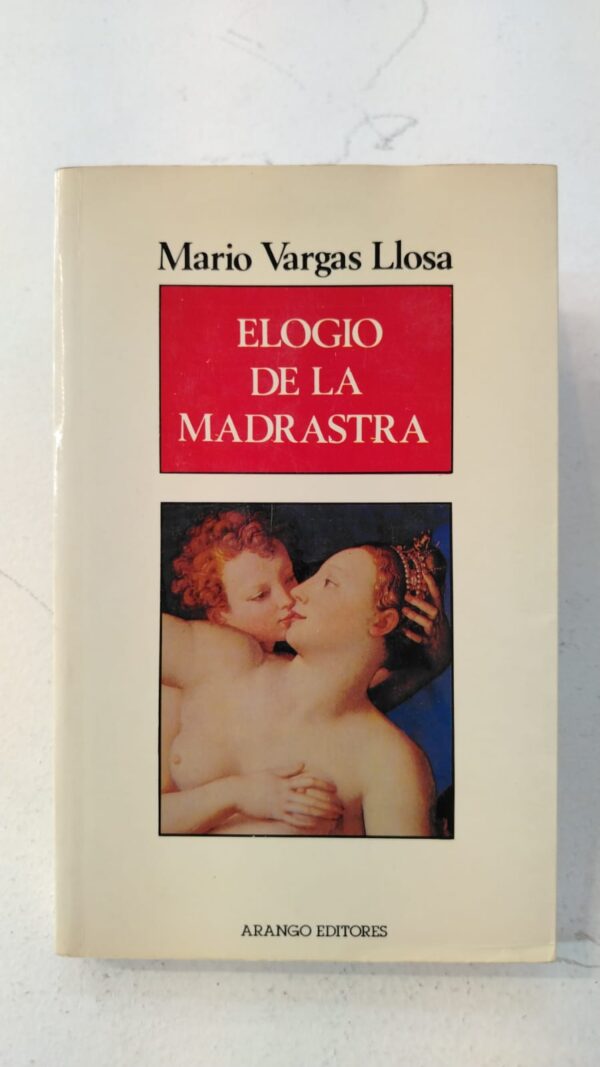 Mario Vargas Llosa
ELOGIO
DE LA
MADRASTRA
ARANGO EDITORES